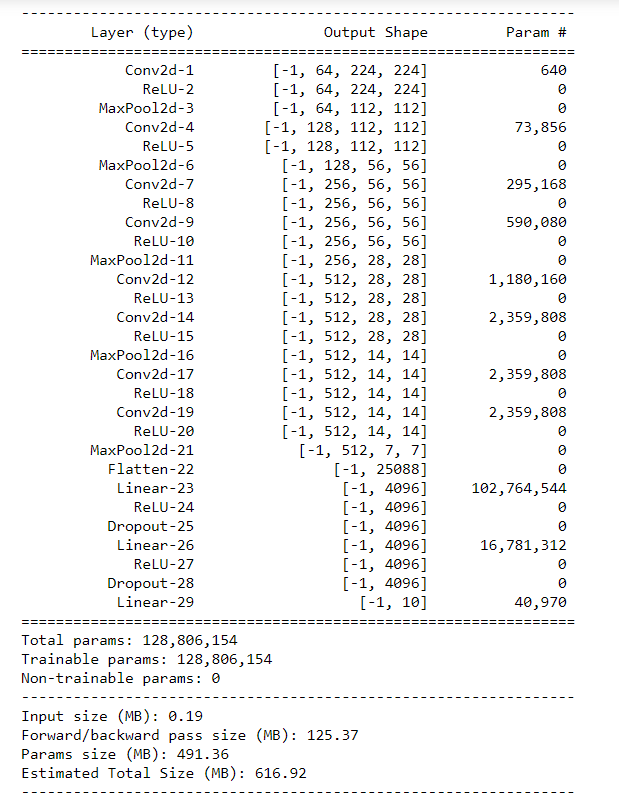 ----------------------------------------------------------------
        Layer (type)               Output Shape         Param #
================================================================
            Conv2d-1         [-1, 64, 224, 224]             640
              ReLU-2         [-1, 64, 224, 224]               0
         MaxPool2d-3         [-1, 64, 112, 112]               0
            Conv2d-4        [-1, 128, 112, 112]          73,856
              ReLU-5        [-1, 128, 112, 112]               0
         MaxPool2d-6          [-1, 128, 56, 56]               0
            Conv2d-7          [-1, 256, 56, 56]         295,168
              ReLU-8          [-1, 256, 56, 56]               0
            Conv2d-9          [-1, 256, 56, 56]         590,080
             ReLU-10          [-1, 256, 56, 56]               0
        MaxPool2d-11          [-1, 256, 28, 28]               0
           Conv2d-12          [-1, 512, 28, 28]       1,180,160
             ReLU-13          [-1, 512, 28, 28]               0
           Conv2d-14          [-1, 512, 28, 28]       2,359,808
             ReLU-15          [-1, 512, 28, 28]               0
        MaxPool2d-16          [-1, 512, 14, 14]               0
           Conv2d-17          [-1, 512, 14, 14]       2,359,808
             ReLU-18          [-1, 512, 14, 14]               0
           Conv2d-19          [-1, 512, 14, 14]       2,359,808
             ReLU-20          [-1, 512, 14, 14]               0
        MaxPool2d-21            [-1, 512, 7, 7]               0
          Flatten-22                [-1, 25088]               0
           Linear-23                 [-1, 4096]     102,764,544
             ReLU-24                 [-1, 4096]               0
          Dropout-25                 [-1, 4096]               0
           Linear-26                 [-1, 4096]      16,781,312
             ReLU-27                 [-1, 4096]               0
          Dropout-28                 [-1, 4096]               0
           Linear-29                   [-1, 10]          40,970
================================================================
Total params: 128,806,154
Trainable params: 128,806,154
Non-trainable params: 0
----------------------------------------------------------------
Input size (MB): 0.19
Forward/backward pass size (MB): 125.37
Params size (MB): 491.36
Estimated Total Size (MB): 616.92
----------------------------------------------------------------